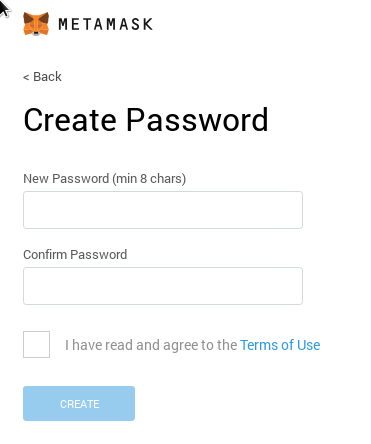 METAMASK
< Back
Create Password
New Password (min 8 chars)
Confirm Password
I have read and agree to the Terms of Use
CREATE